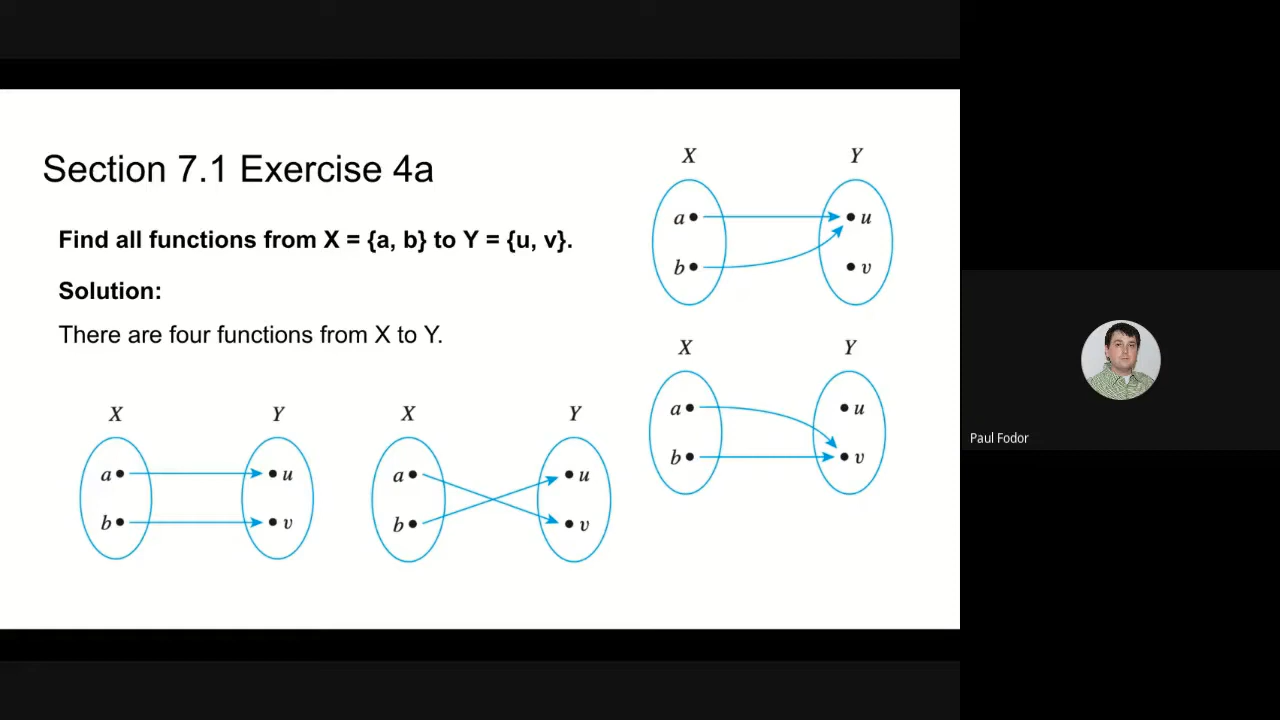 Section 7.1 Exercise 4a
Find all functions from X = {a, b} to Y = {u, v}.
Solution:
There are four functions from X to Y.
X Y
a u
b v
X Y
a u
b v
X Y
a u
b v
X Y
a u
b v
Paul Fodor